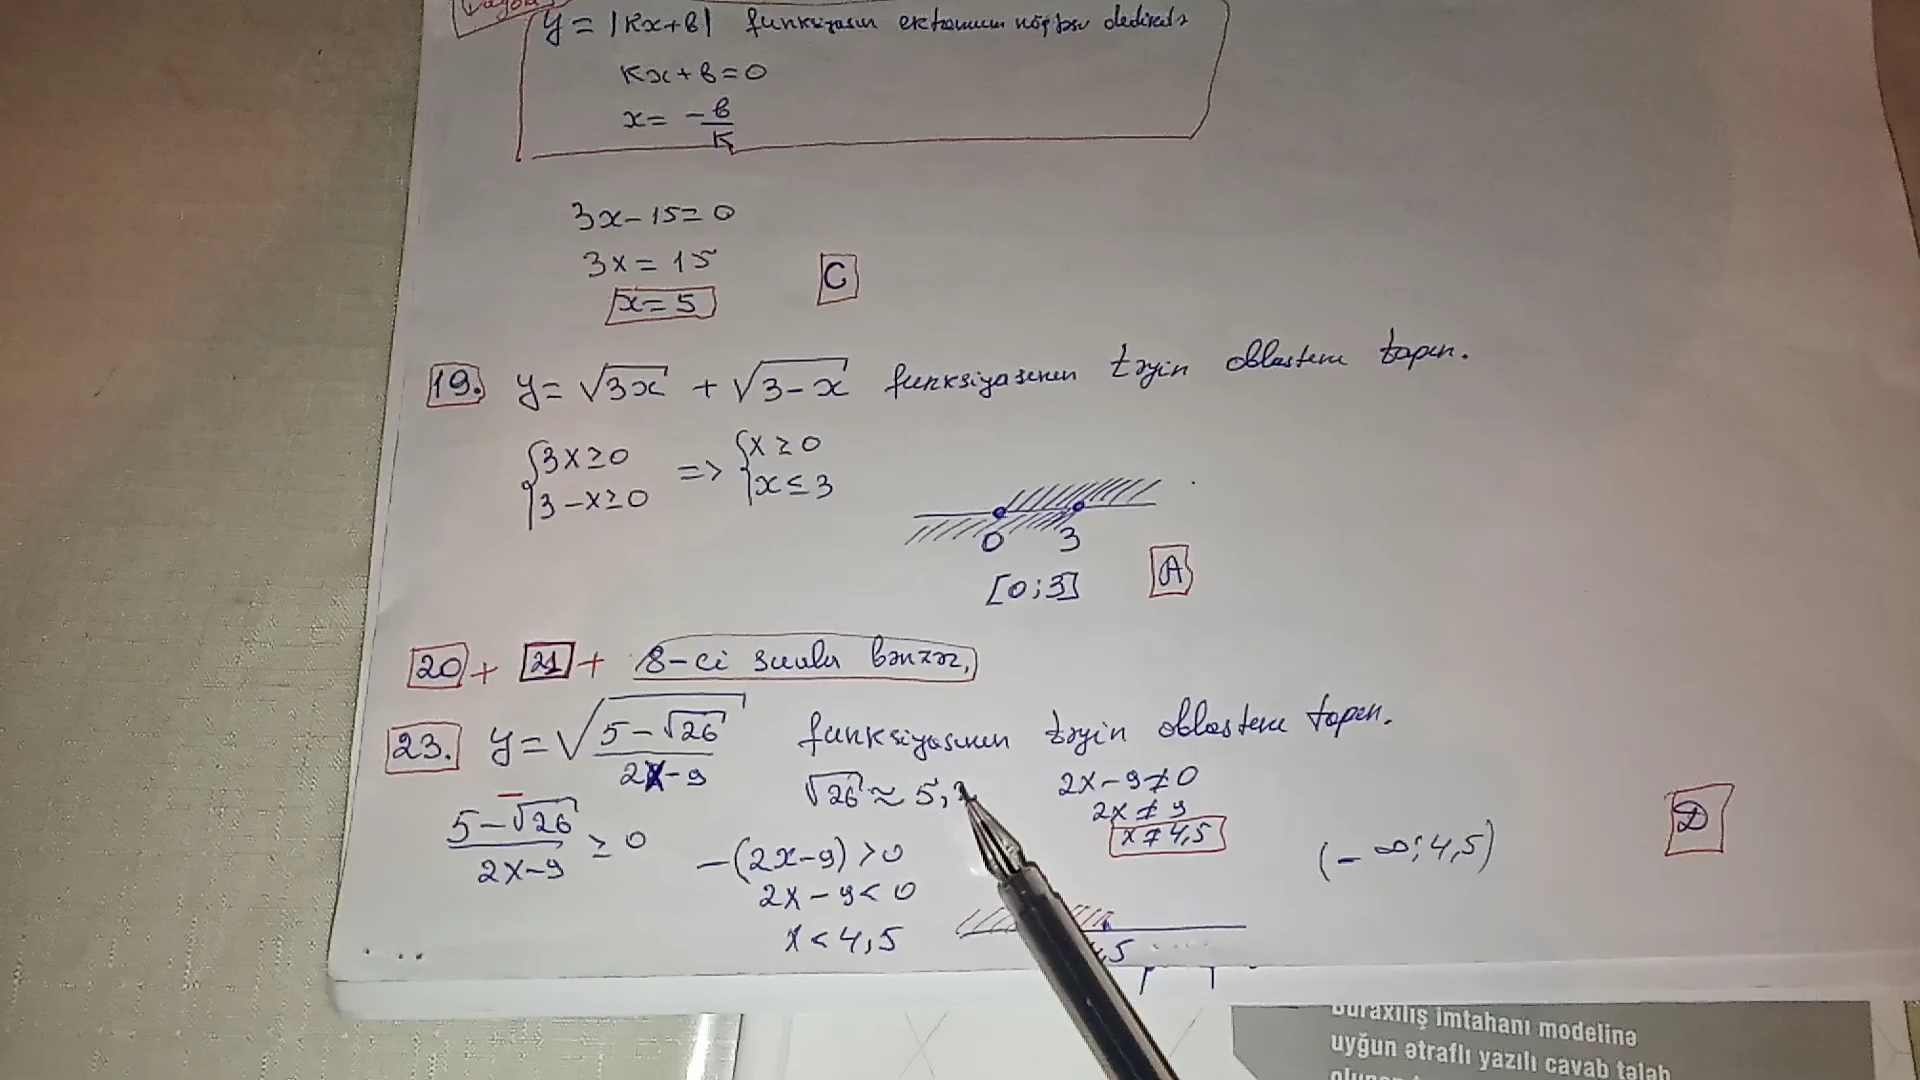 y = |kx+b| funksiyasın ekstremum nöqtəsi
kx + b = 0
x = -b/k
3x - 15 = 0
3x = 15
x = 5
C
19. y = √3x + √3-x funksiyasının təyin oblastını tapın.
{3x ≥ 0 => {x ≥ 0
{3 - x ≥ 0 {x ≤ 3
0 3
[0;3] A
20 + 21 + 8-ci sualla bənzər,
23. y = √(5-√26)/(2x-9) funksiyasının təyin oblastını tapın.
(5-√26)/(2x-9) ≥ 0
√26 ≈ 5,
-(2x-9) > 0
2x - 9 < 0
x < 4,5
2x - 9 ≠ 0
2x ≠ 9
x ≠ 4,5
,5
(-∞; 4,5)
D
Buraxılış imtahanı modelinə
uyğun ətraflı yazılı cavab tələb